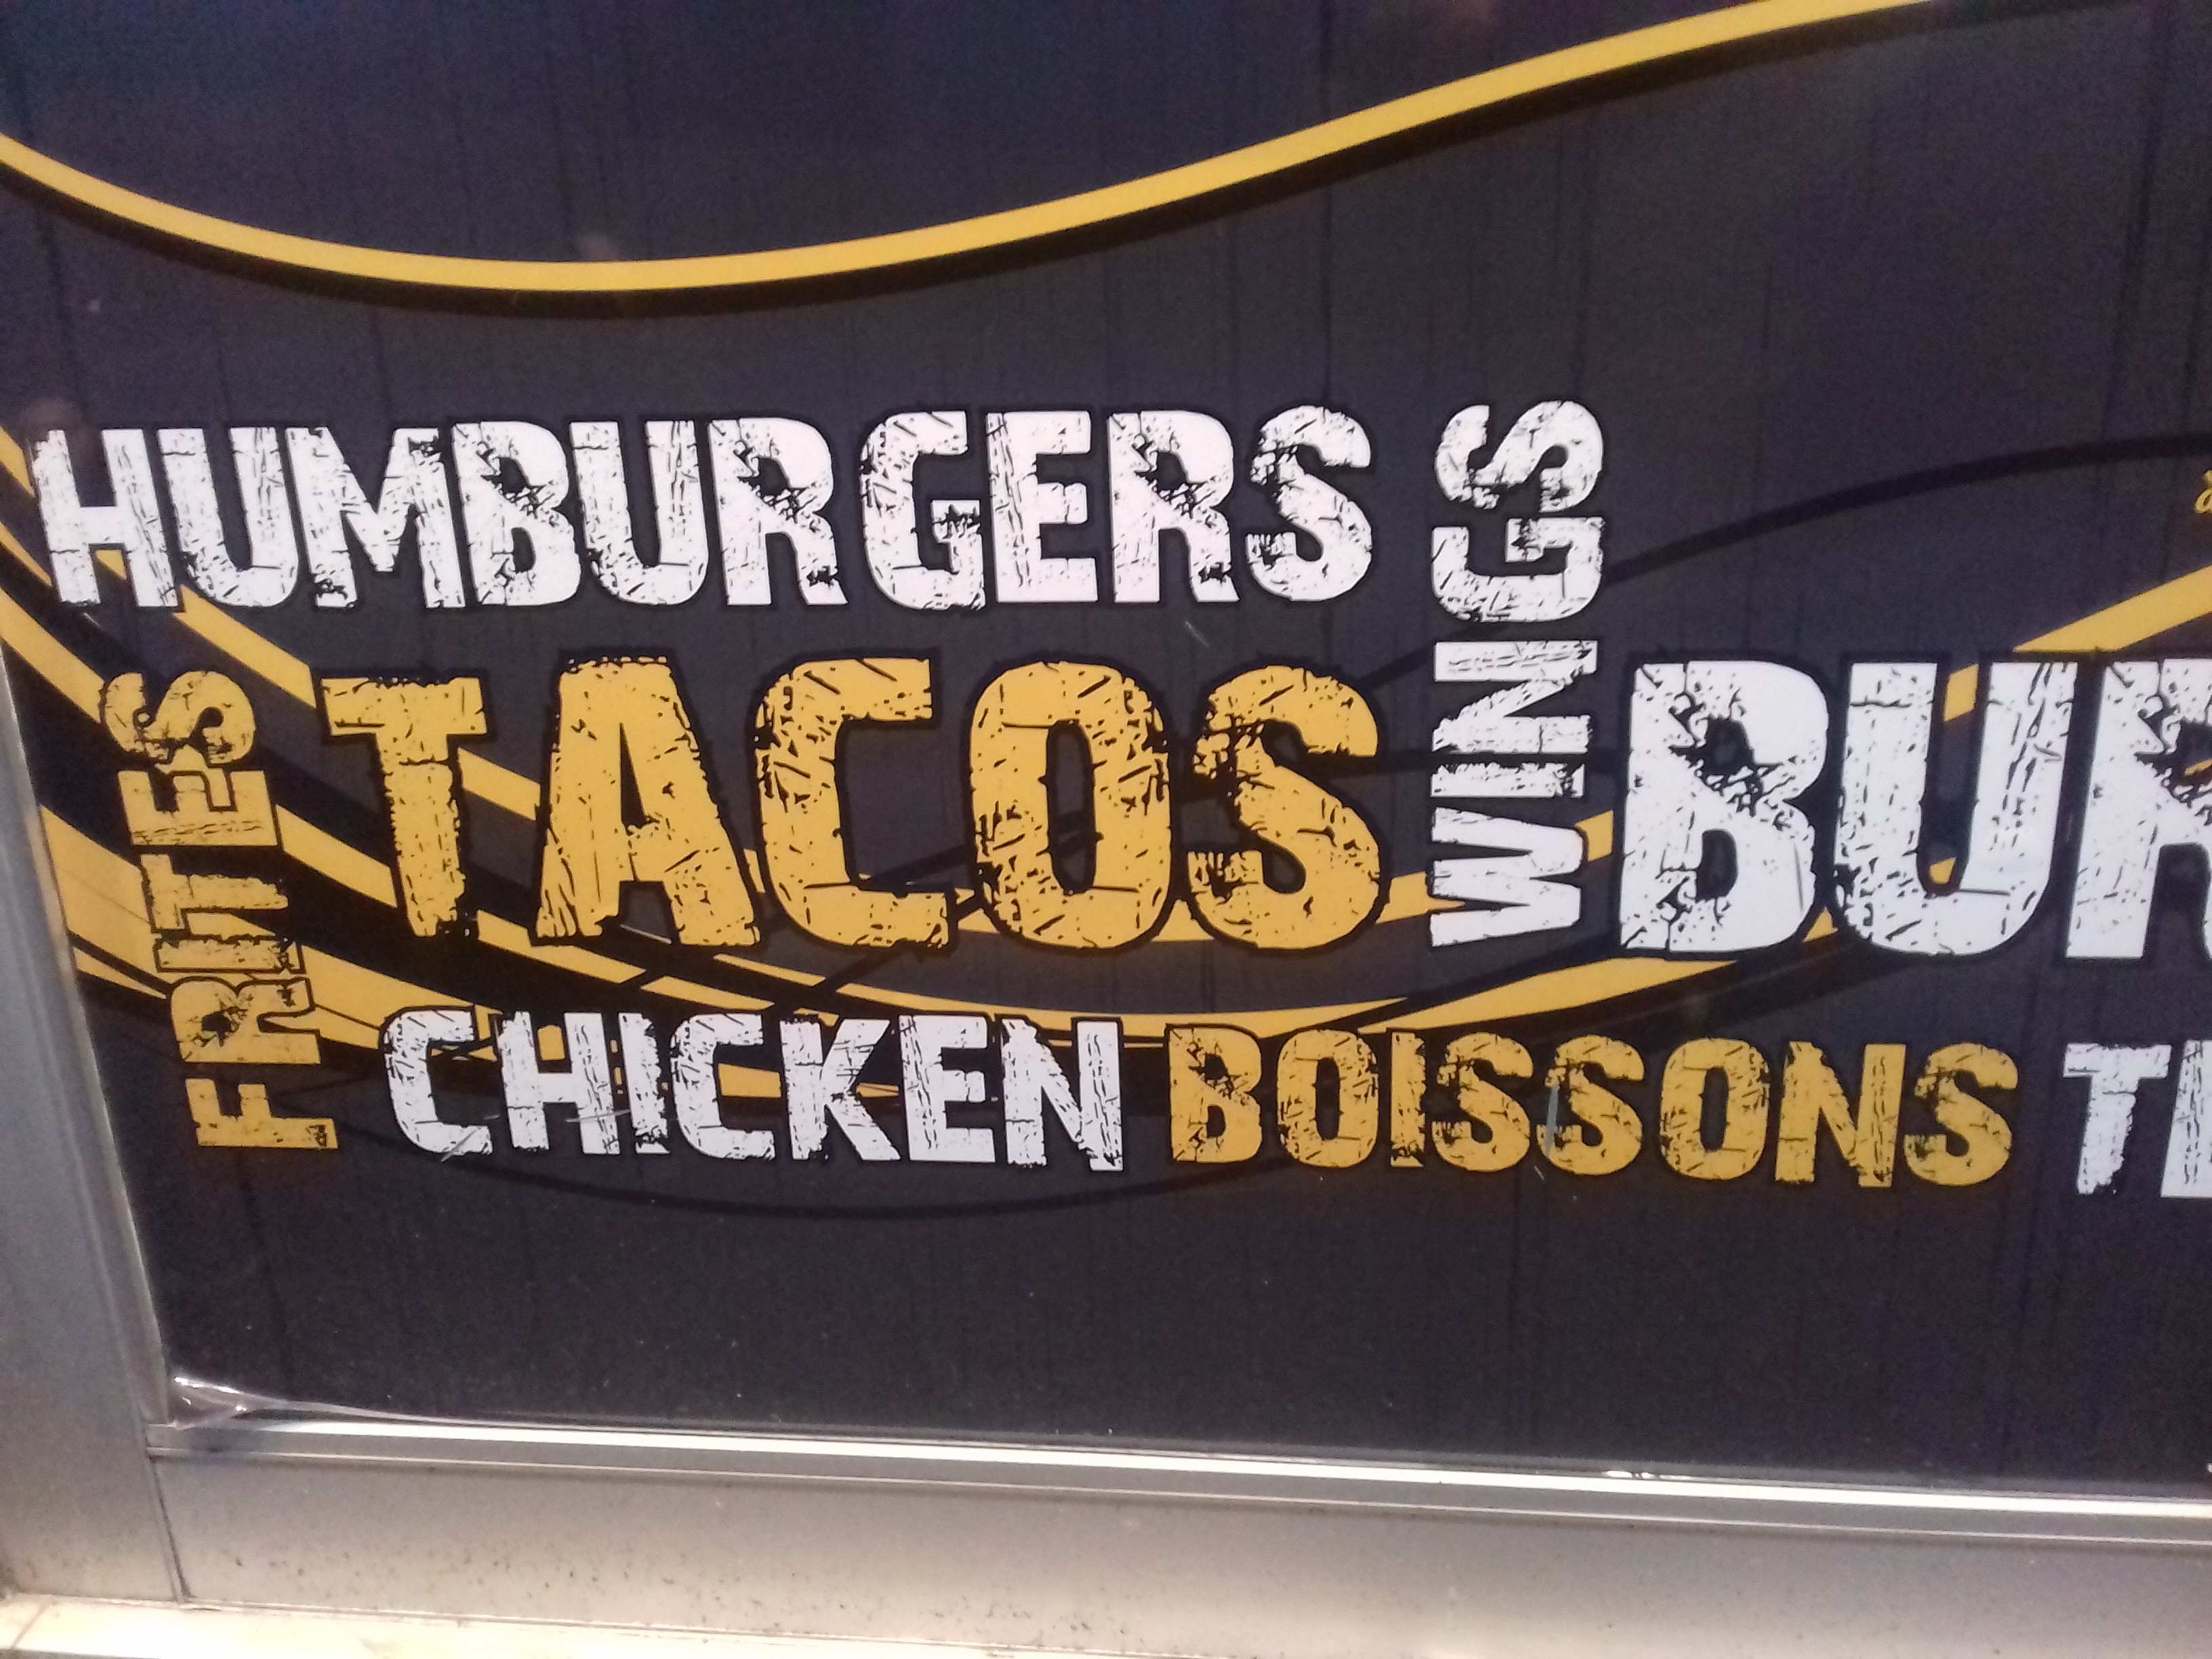 HUMBURGERS
WINGS
FRITES
TACOS
CHICKEN BOISSONS